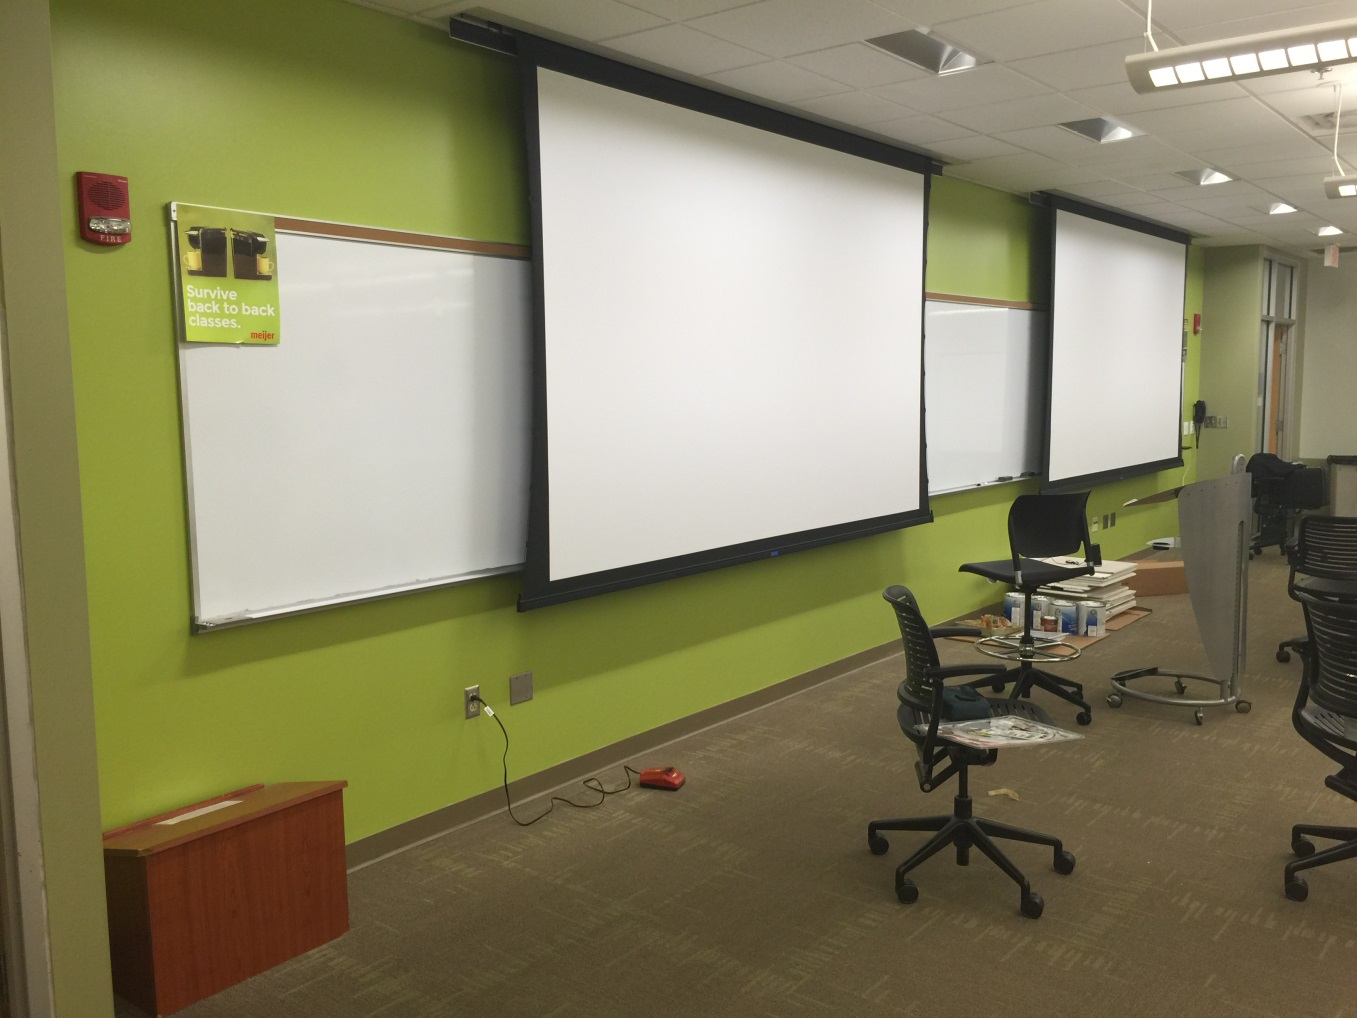 FIRE
Survive
back to back
classes.
meijer